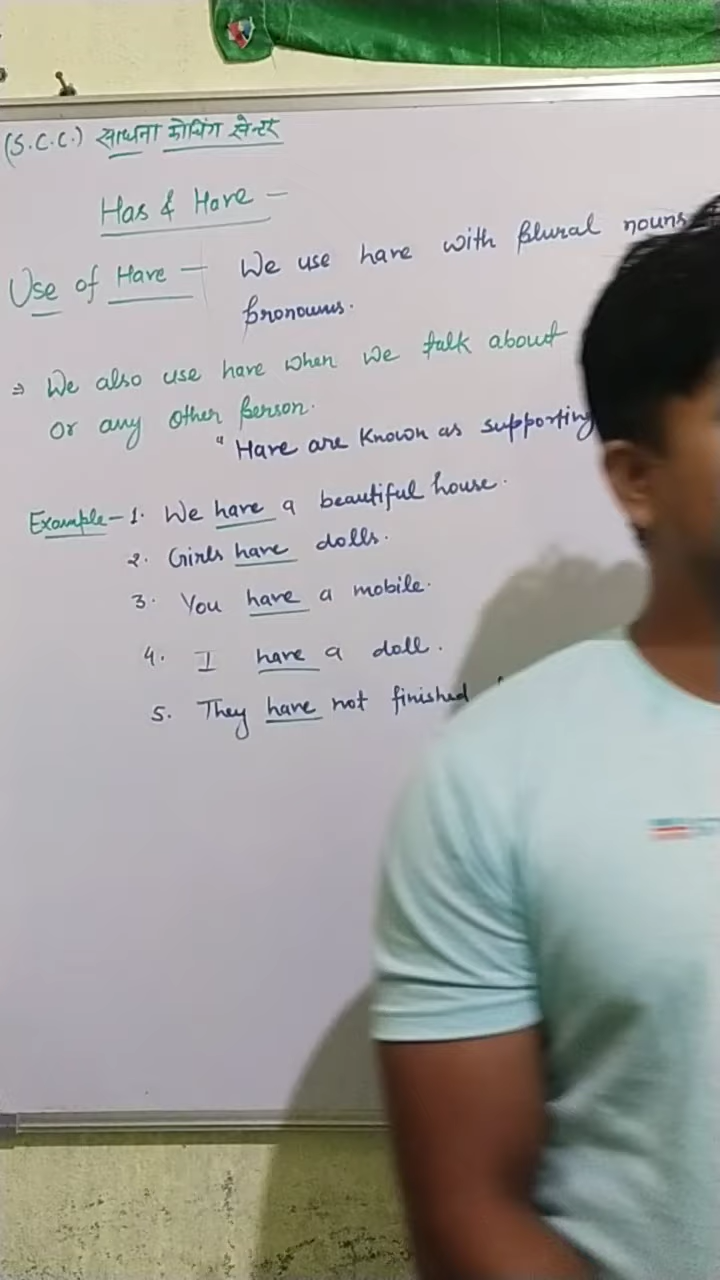 (S.C.C.) साधना कोचिंग सेन्टर
Has & Have –
Use of Have – We use have with plural nouns
pronouns.
⇒ We also use have when we talk about
or any other person.
" Have are known as supporting
Example – 1. We have a beautiful house.
2. Girls have dolls.
3. You have a mobile.
4. I have a doll.
5. They have not finished